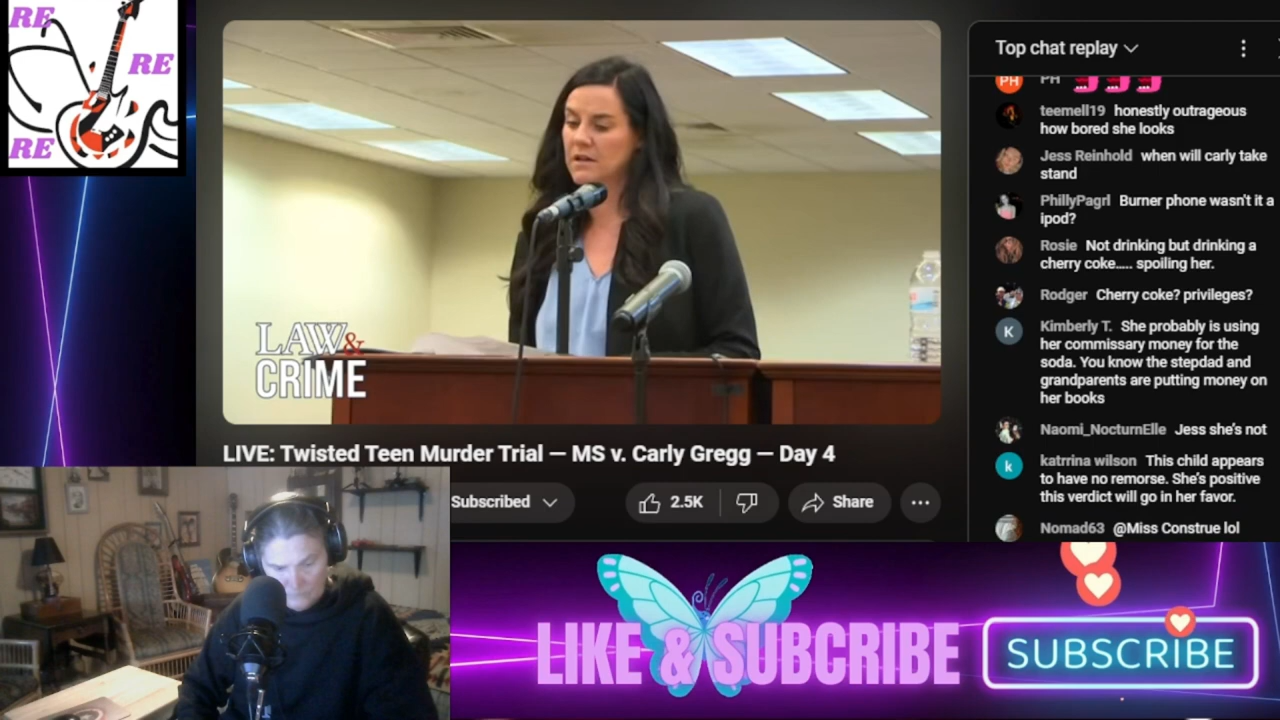 RE
RE
RE
LAW&
CRIME
LIVE: Twisted Teen Murder Trial — MS v. Carly Gregg — Day 4
Subscribed
2.5K
Share
Top chat replay
PH
PH
teemell19 honestly outrageous
how bored she looks
Jess Reinhold when will carly take
stand
PhillyPagrl Burner phone wasn't it a
ipod?
Rosie Not drinking but drinking a
cherry coke..... spoiling her.
Rodger Cherry coke? privileges?
K
Kimberly T. She probably is using
her commissary money for the
soda. You know the stepdad and
grandparents are putting money on
her books
Naomi_NocturnElle Jess she's not
k
katrrina wilson This child appears
to have no remorse. She's positive
this verdict will go in her favor.
Nomad63 @Miss Construe lol
LIKE & SUBCRIBE
SUBSCRIBE